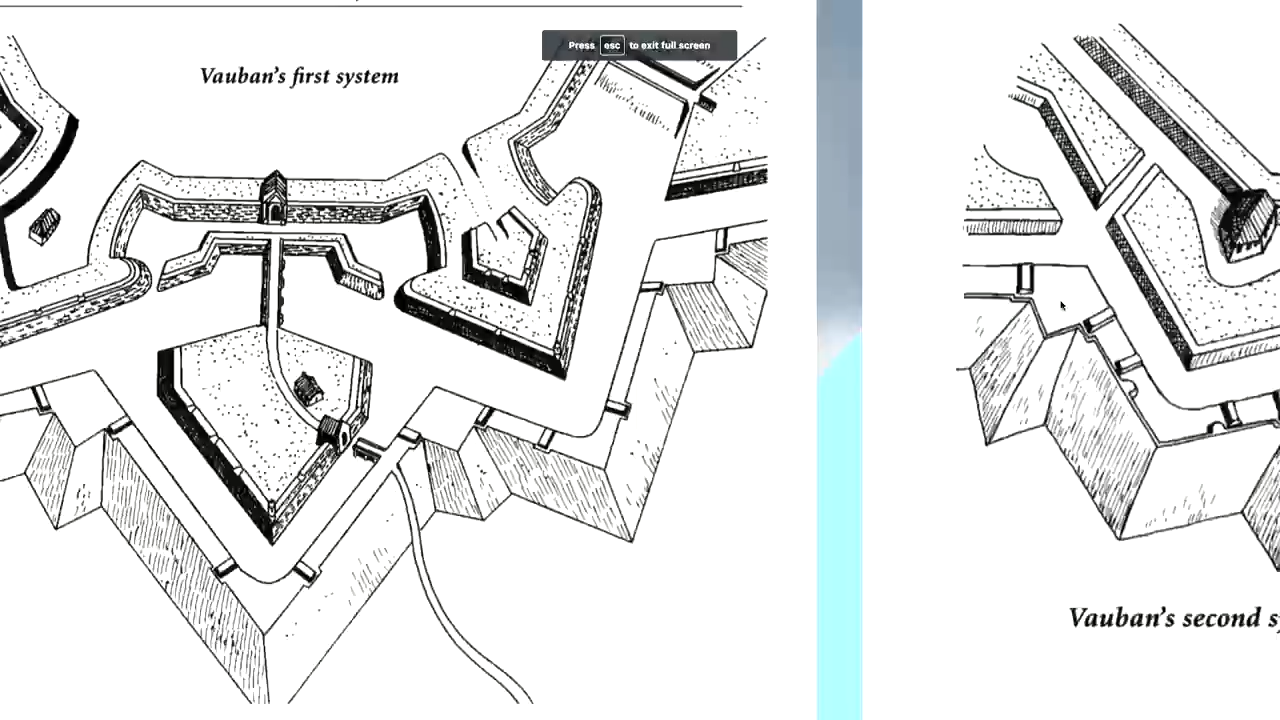 Press esc to exit full screen
Vauban's first system
Vauban's second